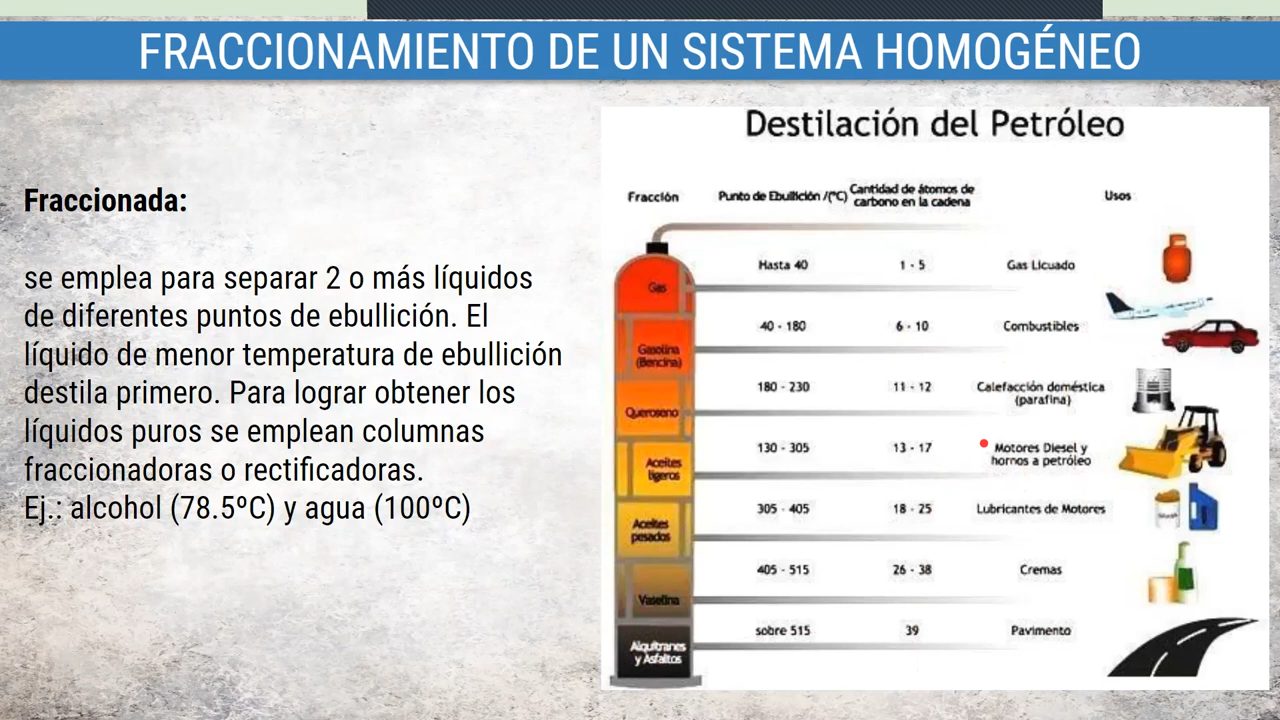 FRACCIONAMIENTO DE UN SISTEMA HOMOGÉNEO
Fraccionada:
se emplea para separar 2 o más líquidos
de diferentes puntos de ebullición. El
líquido de menor temperatura de ebullición
destila primero. Para lograr obtener los
líquidos puros se emplean columnas
fraccionadoras o rectificadoras.
Ej.: alcohol (78.5ºC) y agua (100ºC)
Destilación del Petróleo
Fracción
Punto de Ebullición /(°C)
Cantidad de átomos de
carbono en la cadena
Usos
Gas
Hasta 40
1 - 5
Gas Licuado
Gasolina
(Bencina)
40 - 180
6 - 10
Combustibles
Queroseno
180 - 230
11 - 12
Calefacción doméstica
(parafina)
Aceites
ligeros
130 - 305
13 - 17
Motores Diesel y
hornos a petróleo
Aceites
pesados
305 - 405
18 - 25
Lubricantes de Motores
Vaselina
405 - 515
26 - 38
Cremas
Alquitranes
y Asfaltos
sobre 515
39
Pavimento